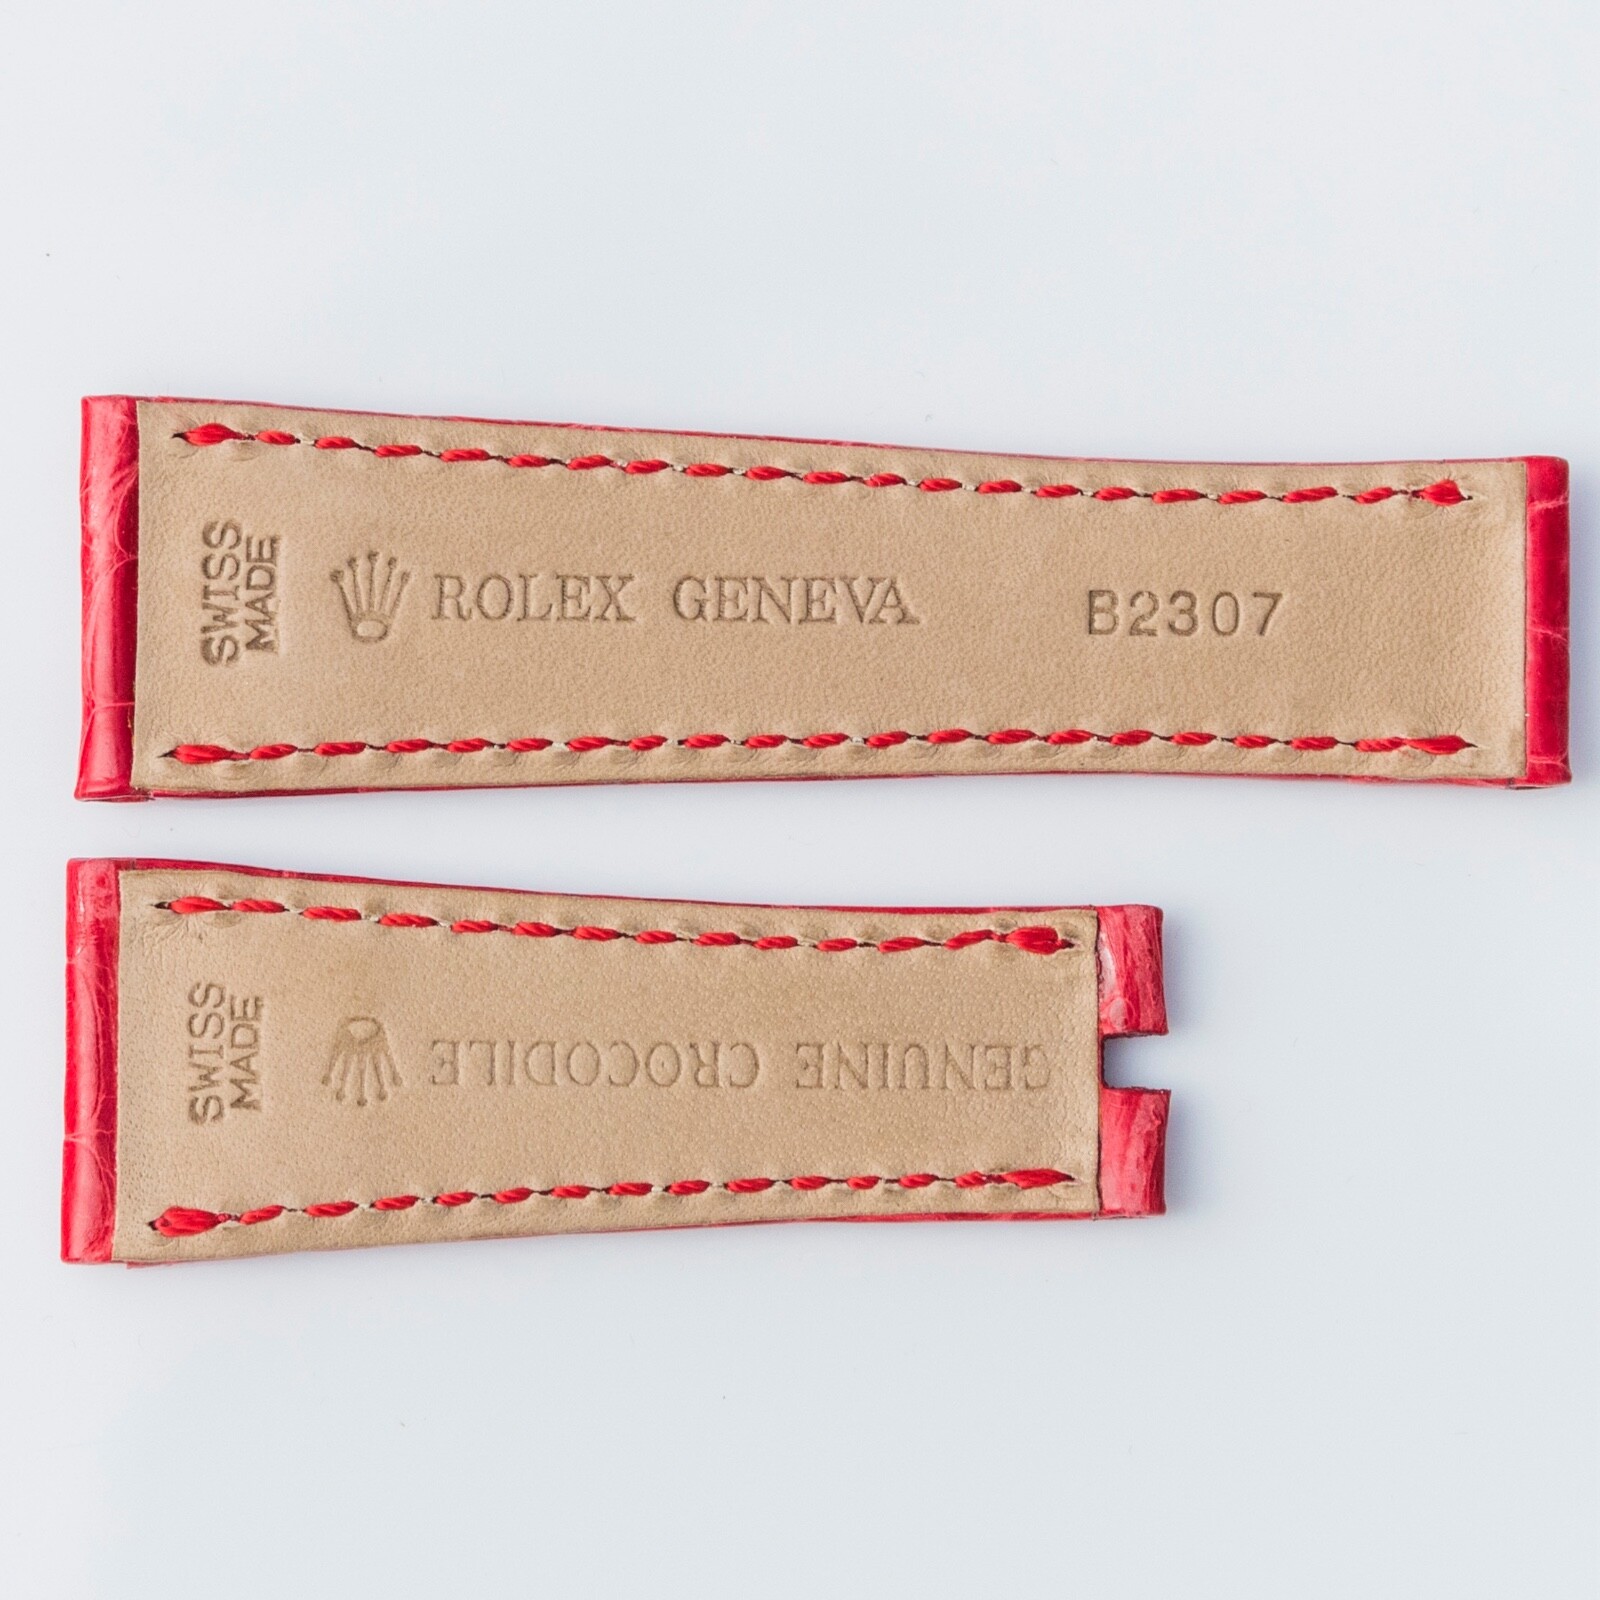 SWISS
MADE
ROLEX GENEVA
B2307
SWISS
MADE
GENUINE CROCODILE